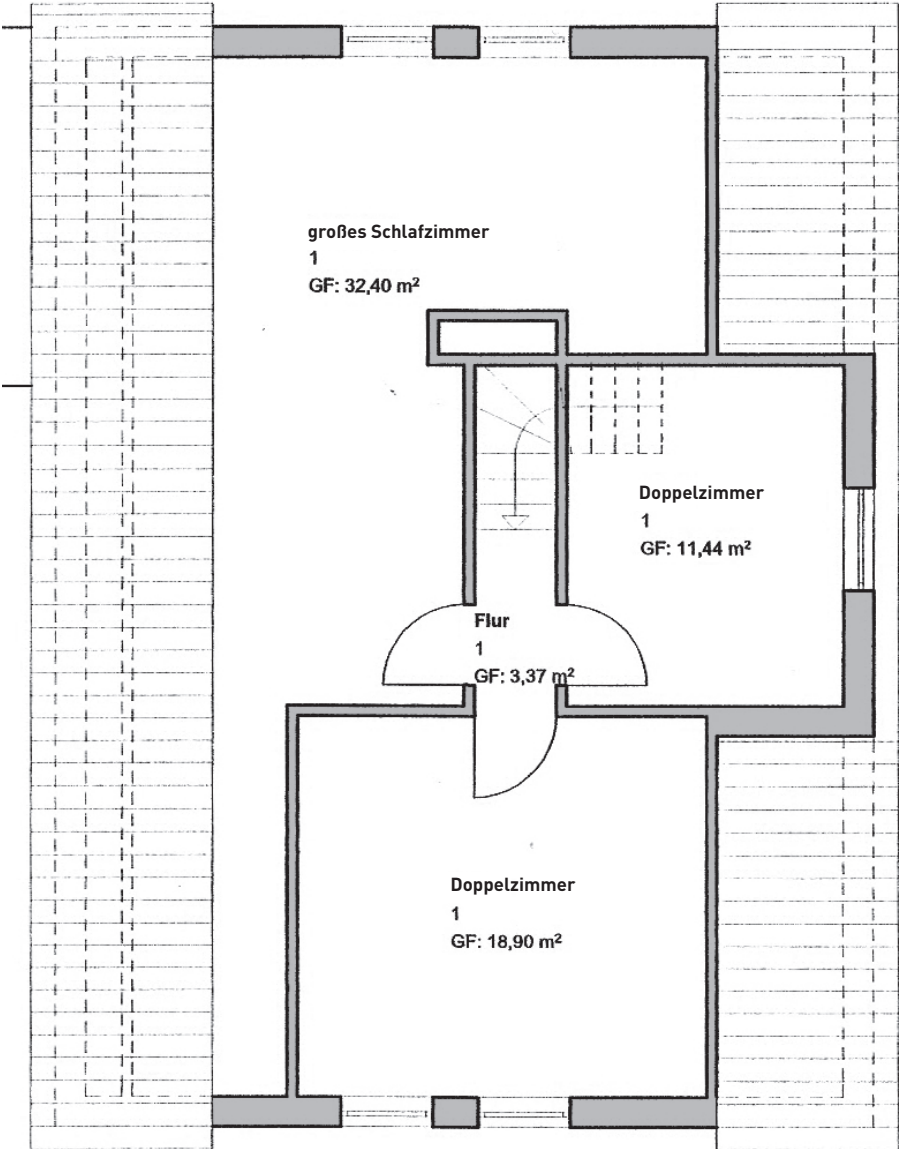 großes Schlafzimmer
1
GF: 32,40 m²
Doppelzimmer
1
GF: 11,44 m²
Flur
1
GF: 3,37 m²
Doppelzimmer
1
GF: 18,90 m²